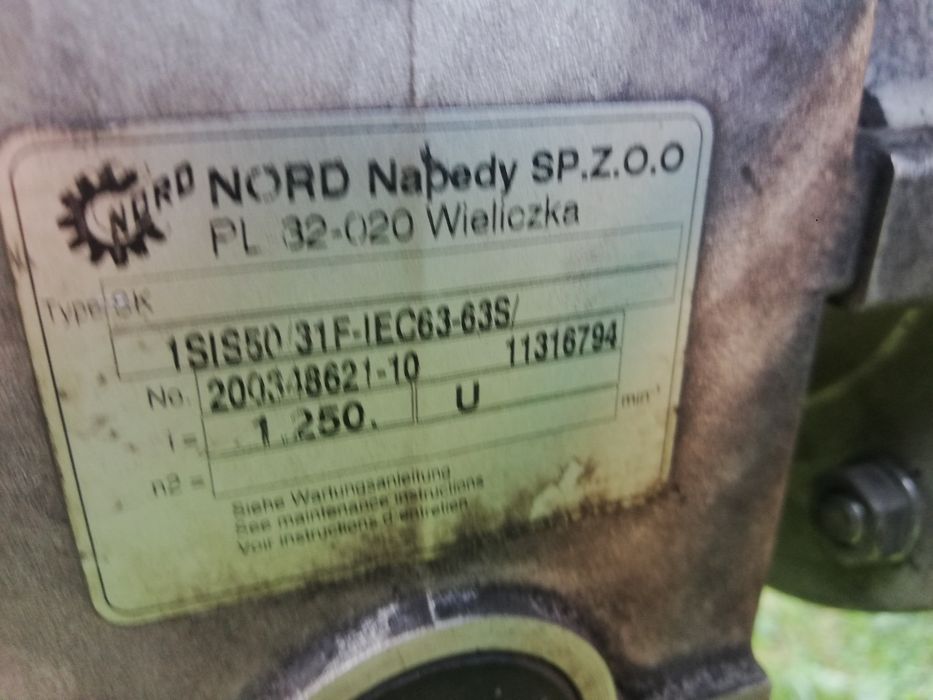 NORD NORD Napędy SP.Z.O.O
PL 32-020 Wieliczka
Type SK
1SIS50/31F-IEC63-63S/
No. 200348621-10 11316794
i= 1.250. U
n2 = min⁻¹
Siehe Wartungsanleitung
See maintenance instructions
Voir instructions d entretien